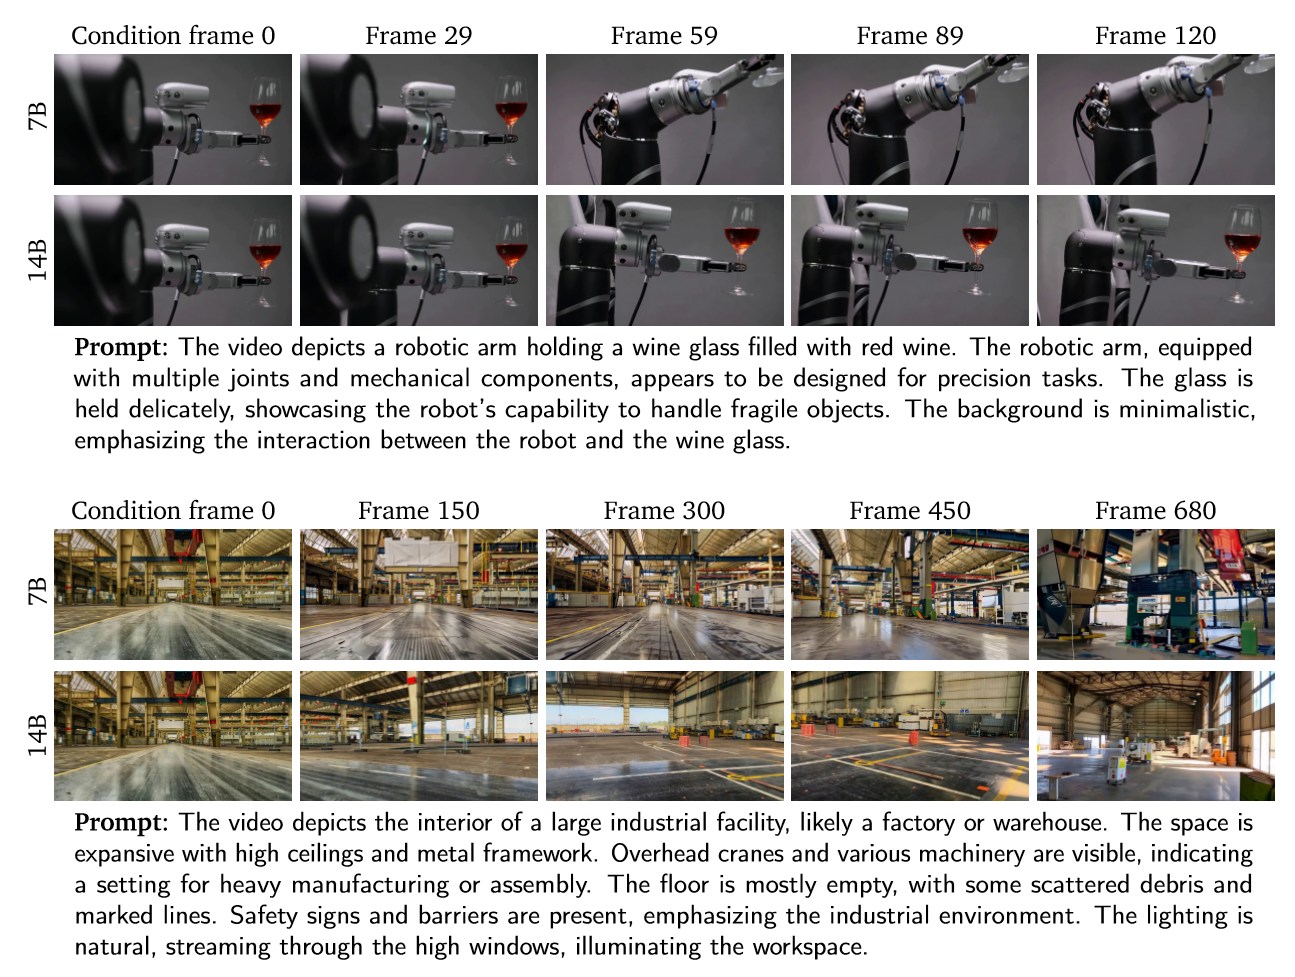 Condition frame 0 Frame 29 Frame 59 Frame 89 Frame 120
7B
14B
Prompt: The video depicts a robotic arm holding a wine glass filled with red wine. The robotic arm, equipped
with multiple joints and mechanical components, appears to be designed for precision tasks. The glass is
held delicately, showcasing the robot's capability to handle fragile objects. The background is minimalistic,
emphasizing the interaction between the robot and the wine glass.
Condition frame 0 Frame 150 Frame 300 Frame 450 Frame 680
7B
14B
Prompt: The video depicts the interior of a large industrial facility, likely a factory or warehouse. The space is
expansive with high ceilings and metal framework. Overhead cranes and various machinery are visible, indicating
a setting for heavy manufacturing or assembly. The floor is mostly empty, with some scattered debris and
marked lines. Safety signs and barriers are present, emphasizing the industrial environment. The lighting is
natural, streaming through the high windows, illuminating the workspace.